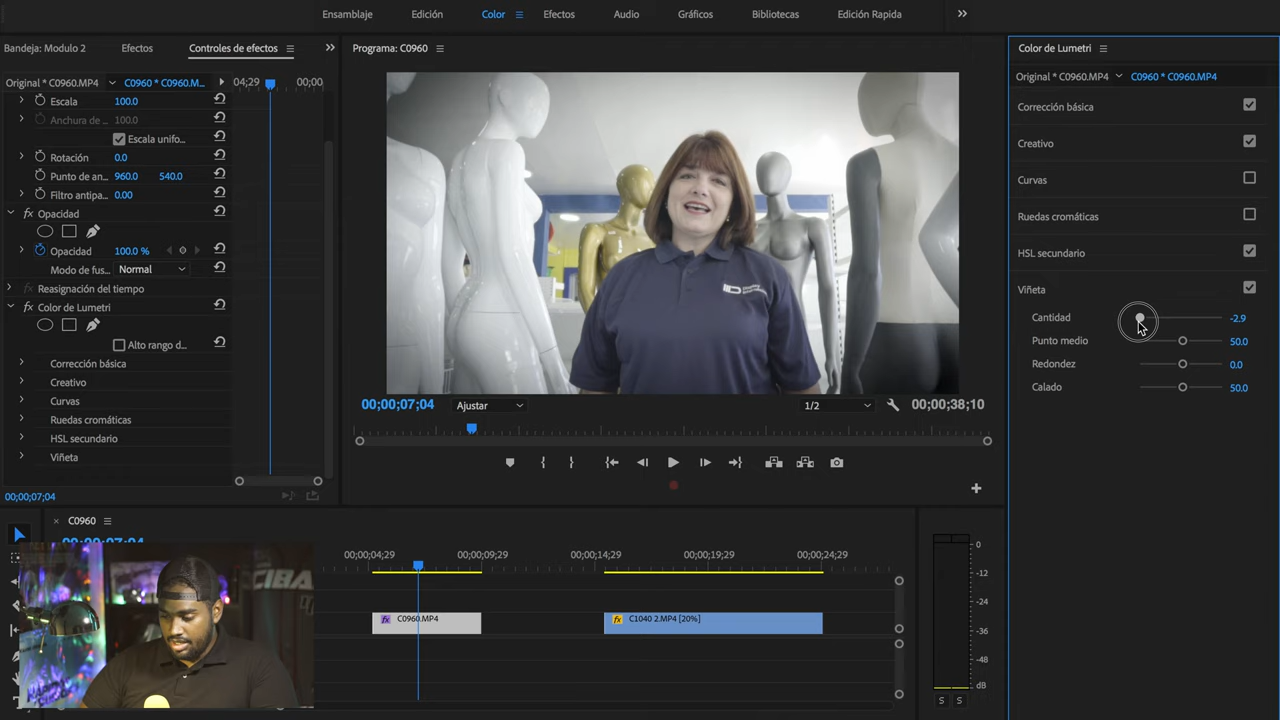 Ensamblaje Edición Color Efectos Audio Gráficos Bibliotecas Edición Rapida
Bandeja: Modulo 2 Efectos Controles de efectos
Original * C0960.MP4 C0960 * C0960.M... 04;29 00;00
Escala 100.0
Anchura de ... 100.0
Escala unifo...
Rotación 0.0
Punto de an... 960.0 540.0
Filtro antipa... 0.00
fx Opacidad
Opacidad 100.0 %
Modo de fus... Normal
Reasignación del tiempo
fx Color de Lumetri
Alto rango d...
Corrección básica
Creativo
Curvas
Ruedas cromáticas
HSL secundario
Viñeta
00;00;07;04
Programa: C0960
00;00;07;04 Ajustar 1/2 00;00;38;10
Color de Lumetri
Original * C0960.MP4 C0960 * C0960.MP4
Corrección básica
Creativo
Curvas
Ruedas cromáticas
HSL secundario
Viñeta
Cantidad -2.9
Punto medio 50.0
Redondez 0.0
Calado 50.0
× C0960
00;00;07;04
00;00;04;29 00;00;09;29 00;00;14;29 00;00;19;29 00;00;24;29
fx C0960.MP4 fx C1040 2.MP4 [20%]
0
-12
-24
-36
-48
dB
S S